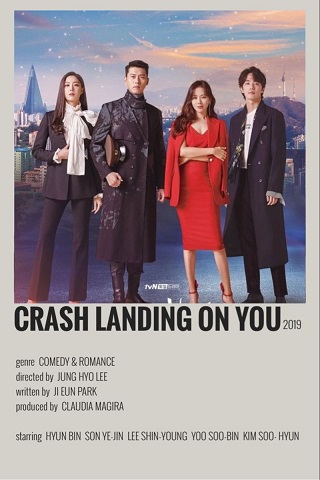 tvN
CRASH LANDING ON YOU 2019
genre COMEDY & ROMANCE
directed by JUNG HYO LEE
written by JI EUN PARK
produced by CLAUDIA MAGIRA
starring HYUN BIN SON YE-JIN LEE SHIN-YOUNG YOO SOO-BIN KIM SOO- HYUN